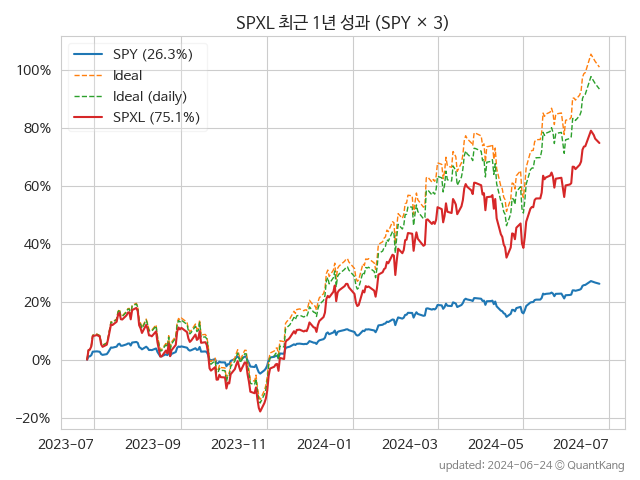 SPXL 최근 1년 성과 (SPY × 3)
SPY (26.3%)
Ideal
Ideal (daily)
SPXL (75.1%)
100%
80%
60%
40%
20%
0%
−20%
2023-07 2023-09 2023-11 2024-01 2024-03 2024-05 2024-07
updated: 2024-06-24 © QuantKang